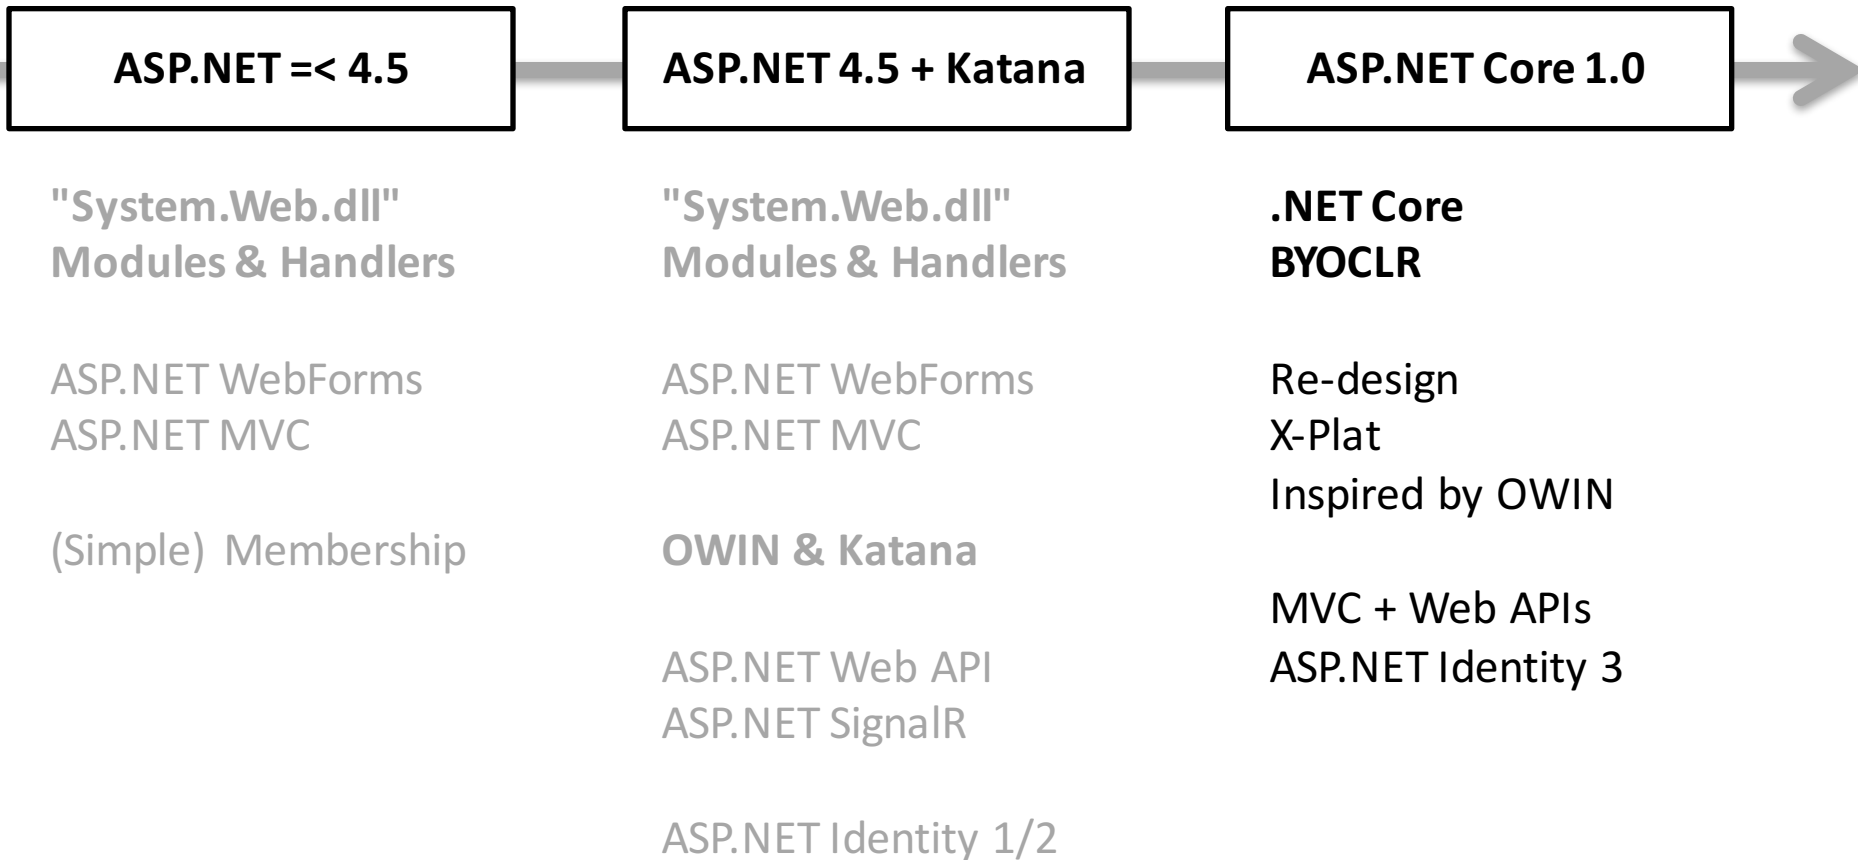 ASP.NET =< 4.5
"System.Web.dll"
Modules & Handlers
ASP.NET WebForms
ASP.NET MVC
(Simple) Membership
ASP.NET 4.5 + Katana
"System.Web.dll"
Modules & Handlers
ASP.NET WebForms
ASP.NET MVC
OWIN & Katana
ASP.NET Web API
ASP.NET SignalR
ASP.NET Identity 1/2
ASP.NET Core 1.0
.NET Core
BYOCLR
Re-design
X-Plat
Inspired by OWIN
MVC + Web APIs
ASP.NET Identity 3